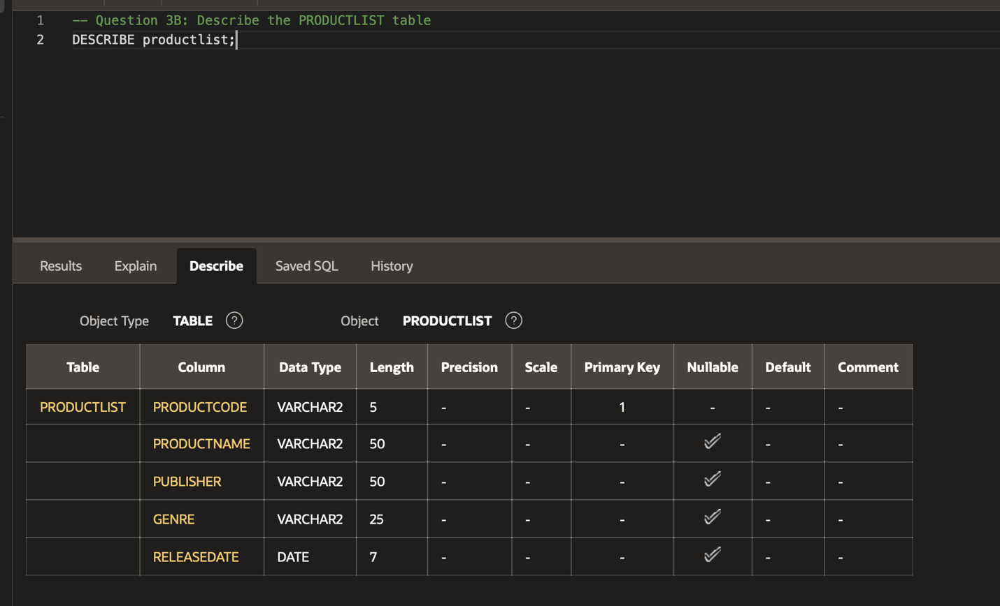 1 -- Question 3B: Describe the PRODUCTLIST table
2 DESCRIBE productlist;
Results Explain Describe Saved SQL History
Object Type TABLE ? Object PRODUCTLIST ?
Table Column Data Type Length Precision Scale Primary Key Nullable Default Comment
PRODUCTLIST PRODUCTCODE VARCHAR2 5 - - 1 - - -
PRODUCTNAME VARCHAR2 50 - - - - -
PUBLISHER VARCHAR2 50 - - - - -
GENRE VARCHAR2 25 - - - - -
RELEASEDATE DATE 7 - - - - -